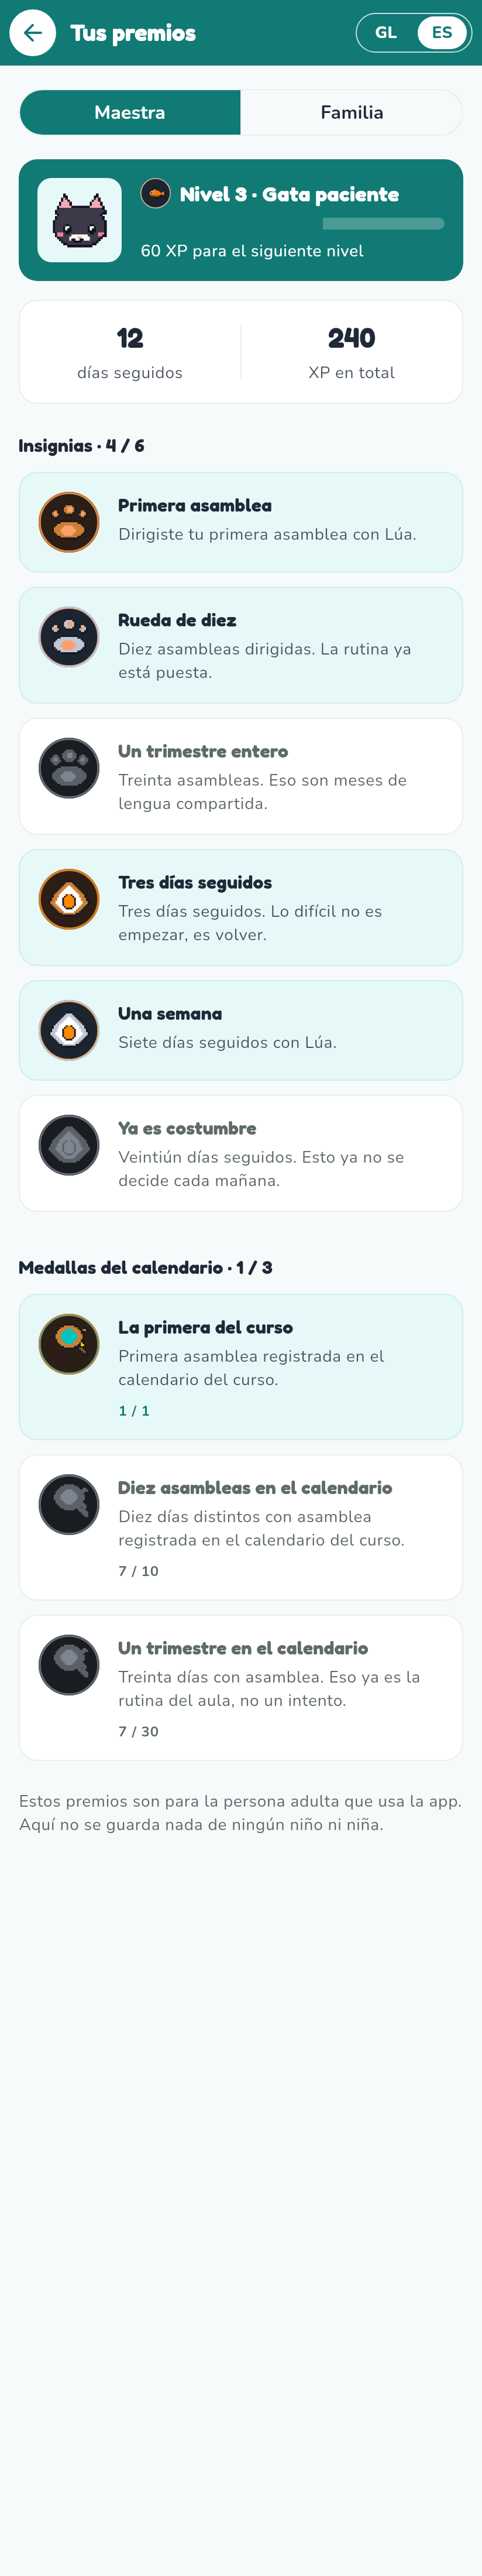 Tus premios
GL
ES
Maestra
Familia
Nivel 3 · Gata paciente
60 XP para el siguiente nivel
12
días seguidos
240
XP en total
Insignias · 4 / 6
Primera asamblea
Dirigiste tu primera asamblea con Lúa.
Rueda de diez
Diez asambleas dirigidas. La rutina ya
está puesta.
Un trimestre entero
Treinta asambleas. Eso son meses de
lengua compartida.
Tres días seguidos
Tres días seguidos. Lo difícil no es
empezar, es volver.
Una semana
Siete días seguidos con Lúa.
Ya es costumbre
Veintiún días seguidos. Esto ya no se
decide cada mañana.
Medallas del calendario · 1 / 3
La primera del curso
Primera asamblea registrada en el
calendario del curso.
1 / 1
Diez asambleas en el calendario
Diez días distintos con asamblea
registrada en el calendario del curso.
7 / 10
Un trimestre en el calendario
Treinta días con asamblea. Eso ya es la
rutina del aula, no un intento.
7 / 30
Estos premios son para la persona adulta que usa la app.
Aquí no se guarda nada de ningún niño ni niña.